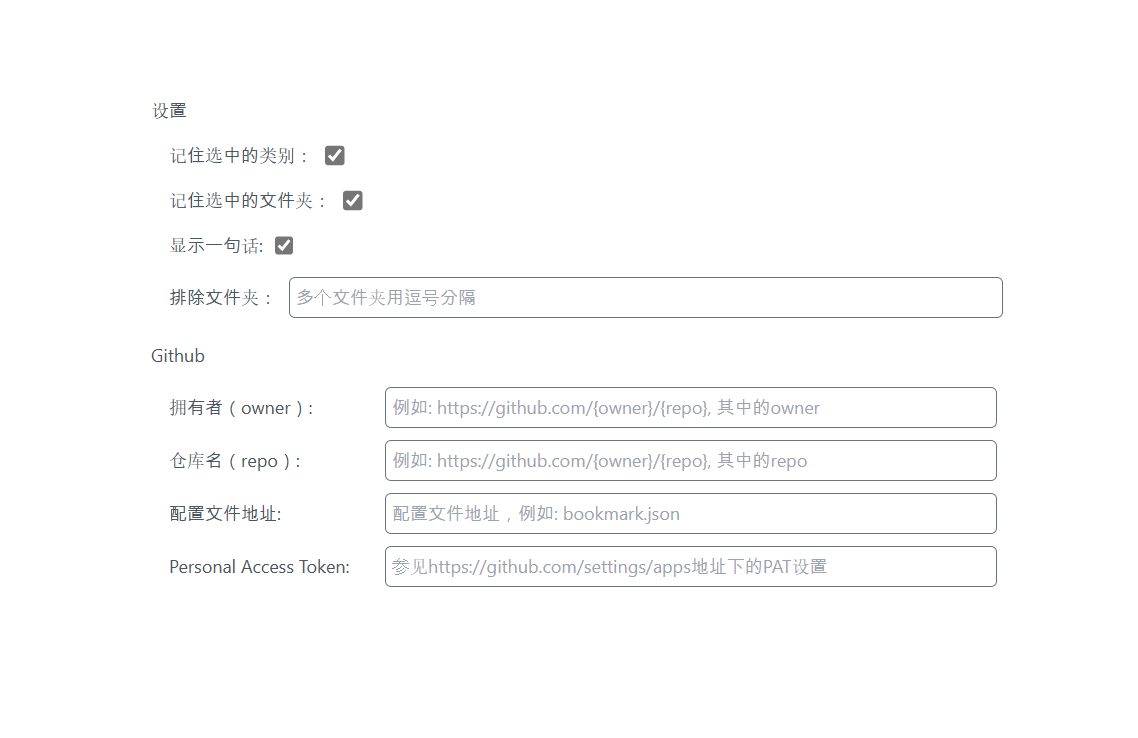 设置
记住选中的类别：
记住选中的文件夹：
显示一句话:
排除文件夹： 多个文件夹用逗号分隔
Github
拥有者（owner）: 例如: https://github.com/{owner}/{repo}, 其中的owner
仓库名（repo）: 例如: https://github.com/{owner}/{repo}, 其中的repo
配置文件地址: 配置文件地址，例如: bookmark.json
Personal Access Token: 参见https://github.com/settings/apps地址下的PAT设置